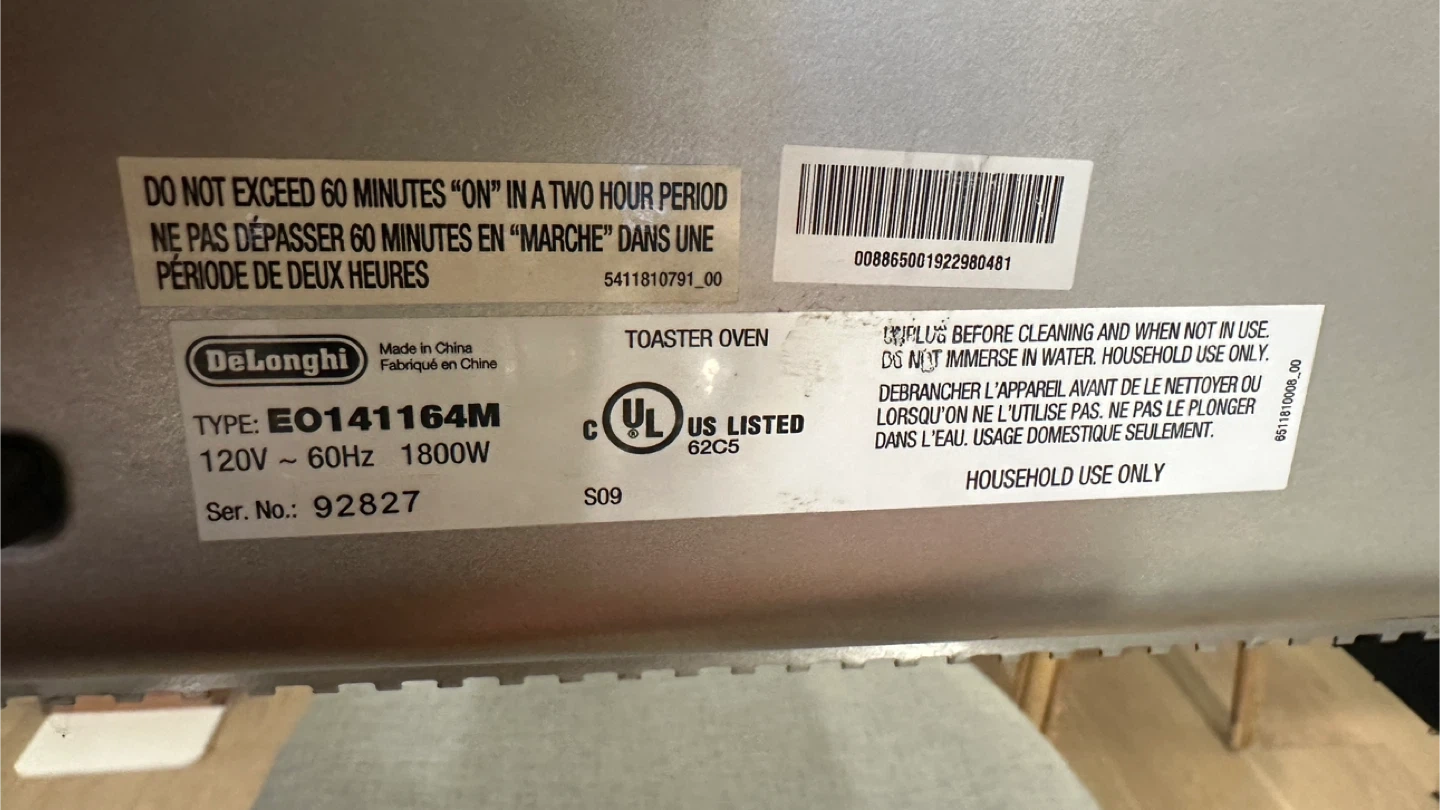 DO NOT EXCEED 60 MINUTES “ON” IN A TWO HOUR PERIOD
NE PAS DÉPASSER 60 MINUTES EN “MARCHE” DANS UNE
PÉRIODE DE DEUX HEURES
5411810791_00
008865001922980481
DeLonghi
Made in China
Fabriqué en Chine
TYPE: EO141164M
120V ~ 60Hz 1800W
Ser. No.: 92827
TOASTER OVEN
C UL ® US LISTED
62C5
S09
UNPLUG BEFORE CLEANING AND WHEN NOT IN USE.
DO NOT IMMERSE IN WATER. HOUSEHOLD USE ONLY.
DEBRANCHER L'APPAREIL AVANT DE LE NETTOYER OU
LORSQU'ON NE L'UTILISE PAS. NE PAS LE PLONGER
DANS L'EAU. USAGE DOMESTIQUE SEULEMENT.
HOUSEHOLD USE ONLY
6511810008_00